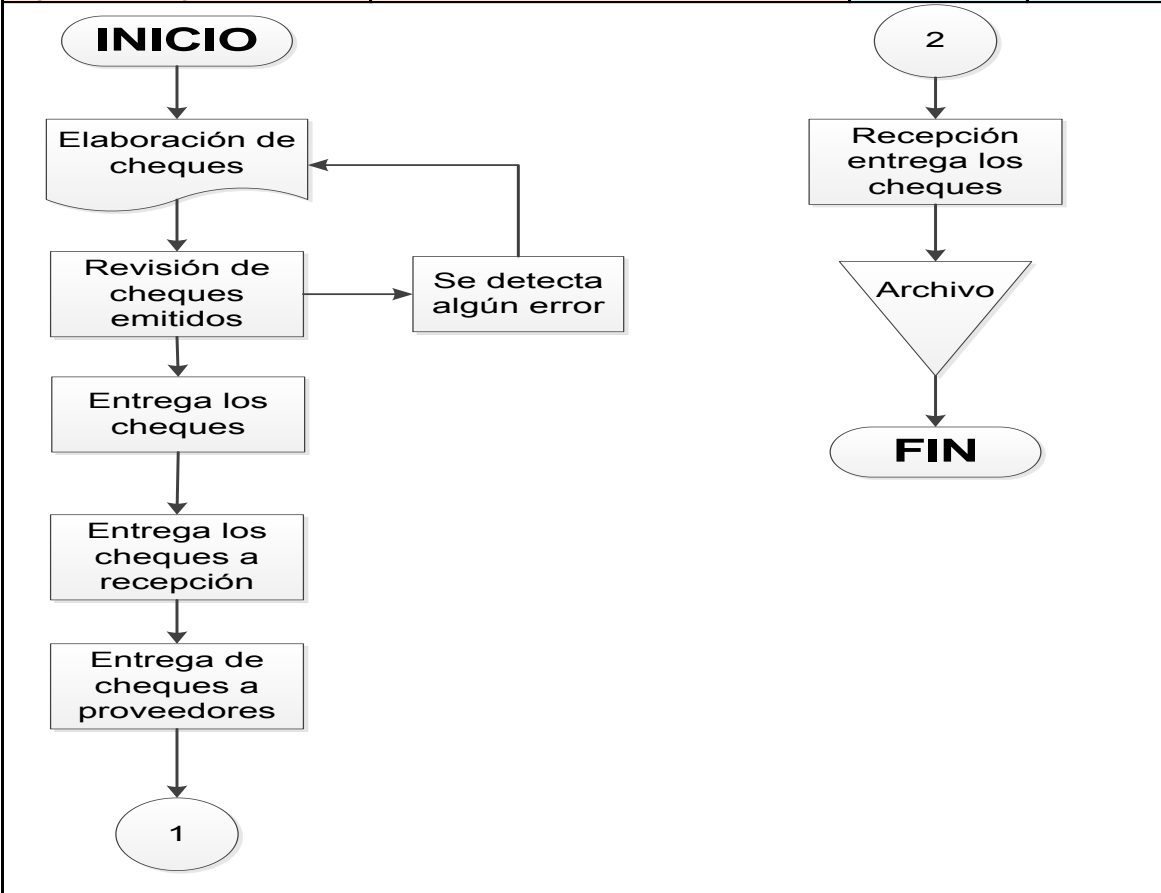 INICIO
Elaboración de
cheques
Revisión de
cheques
emitidos
Se detecta
algún error
Entrega los
cheques
Entrega los
cheques a
recepción
Entrega de
cheques a
proveedores
1
2
Recepción
entrega los
cheques
Archivo
FIN